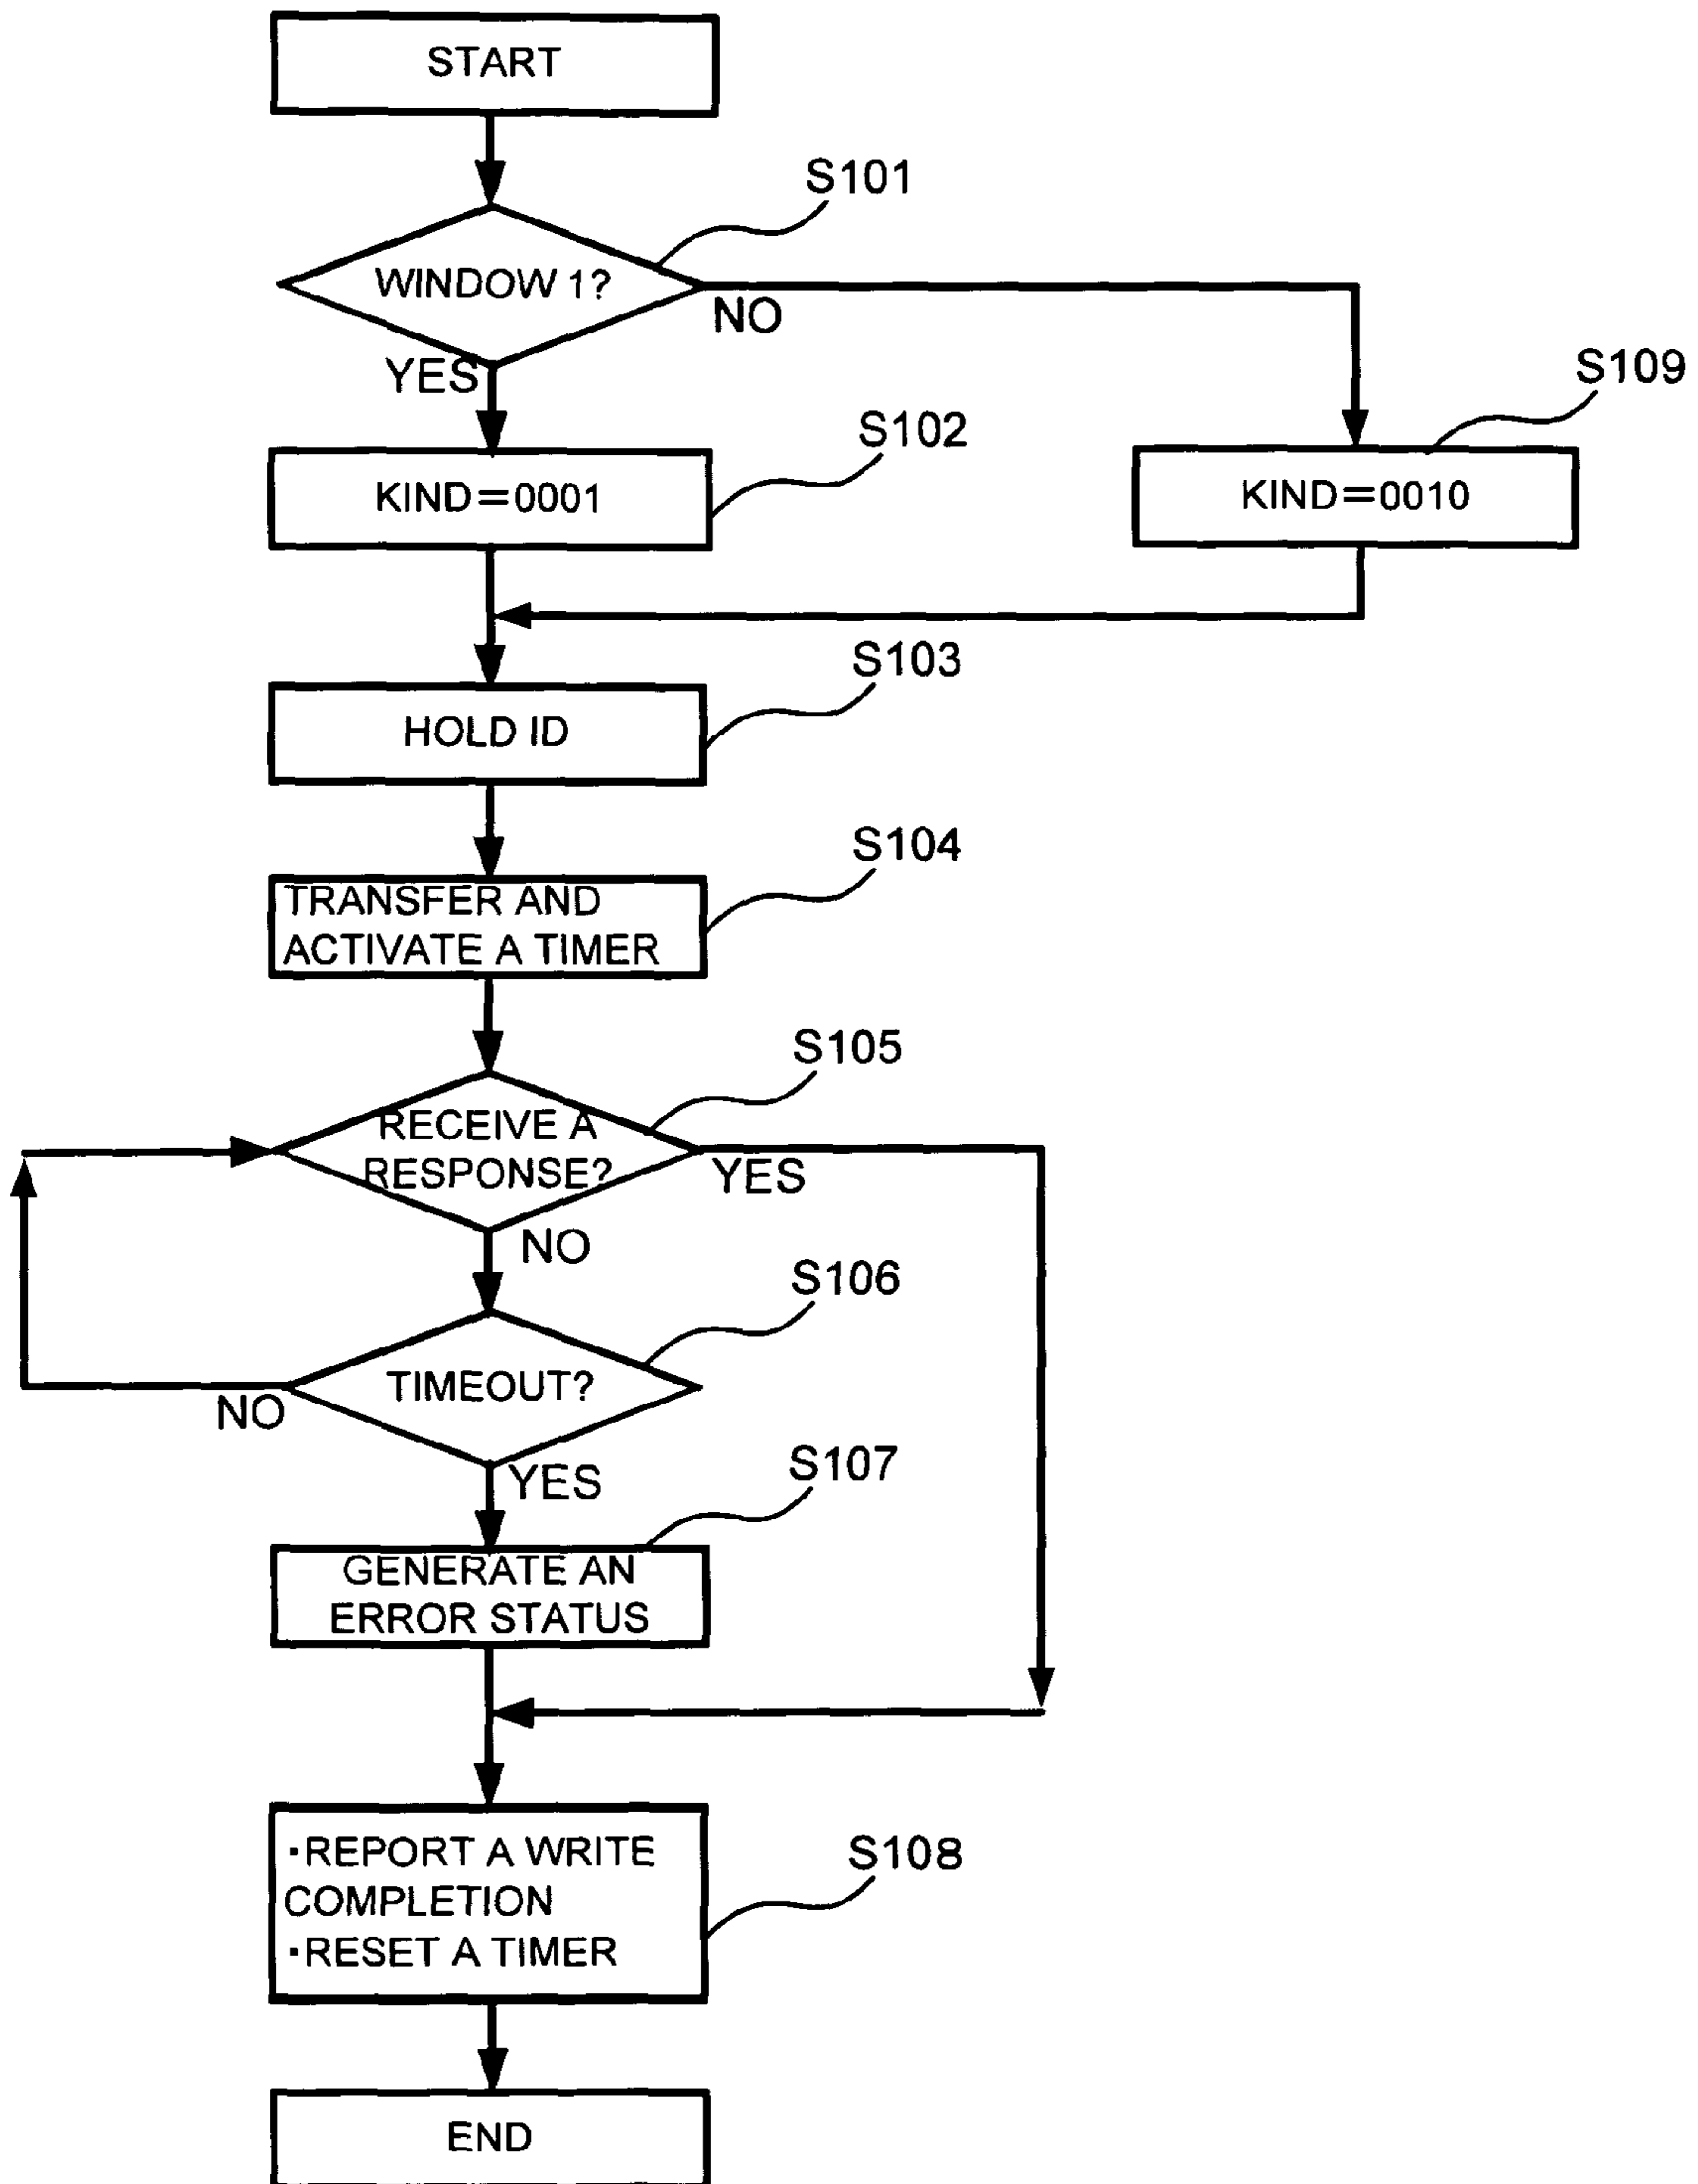 START
S101
WINDOW 1?
NO
YES
S109
S102
KIND=0001
KIND=0010
S103
HOLD ID
S104
TRANSFER AND
ACTIVATE A TIMER
S105
RECEIVE A
RESPONSE?
YES
NO
S106
TIMEOUT?
NO
S107
YES
GENERATE AN
ERROR STATUS
S108
・REPORT A WRITE
COMPLETION
・RESET A TIMER
END